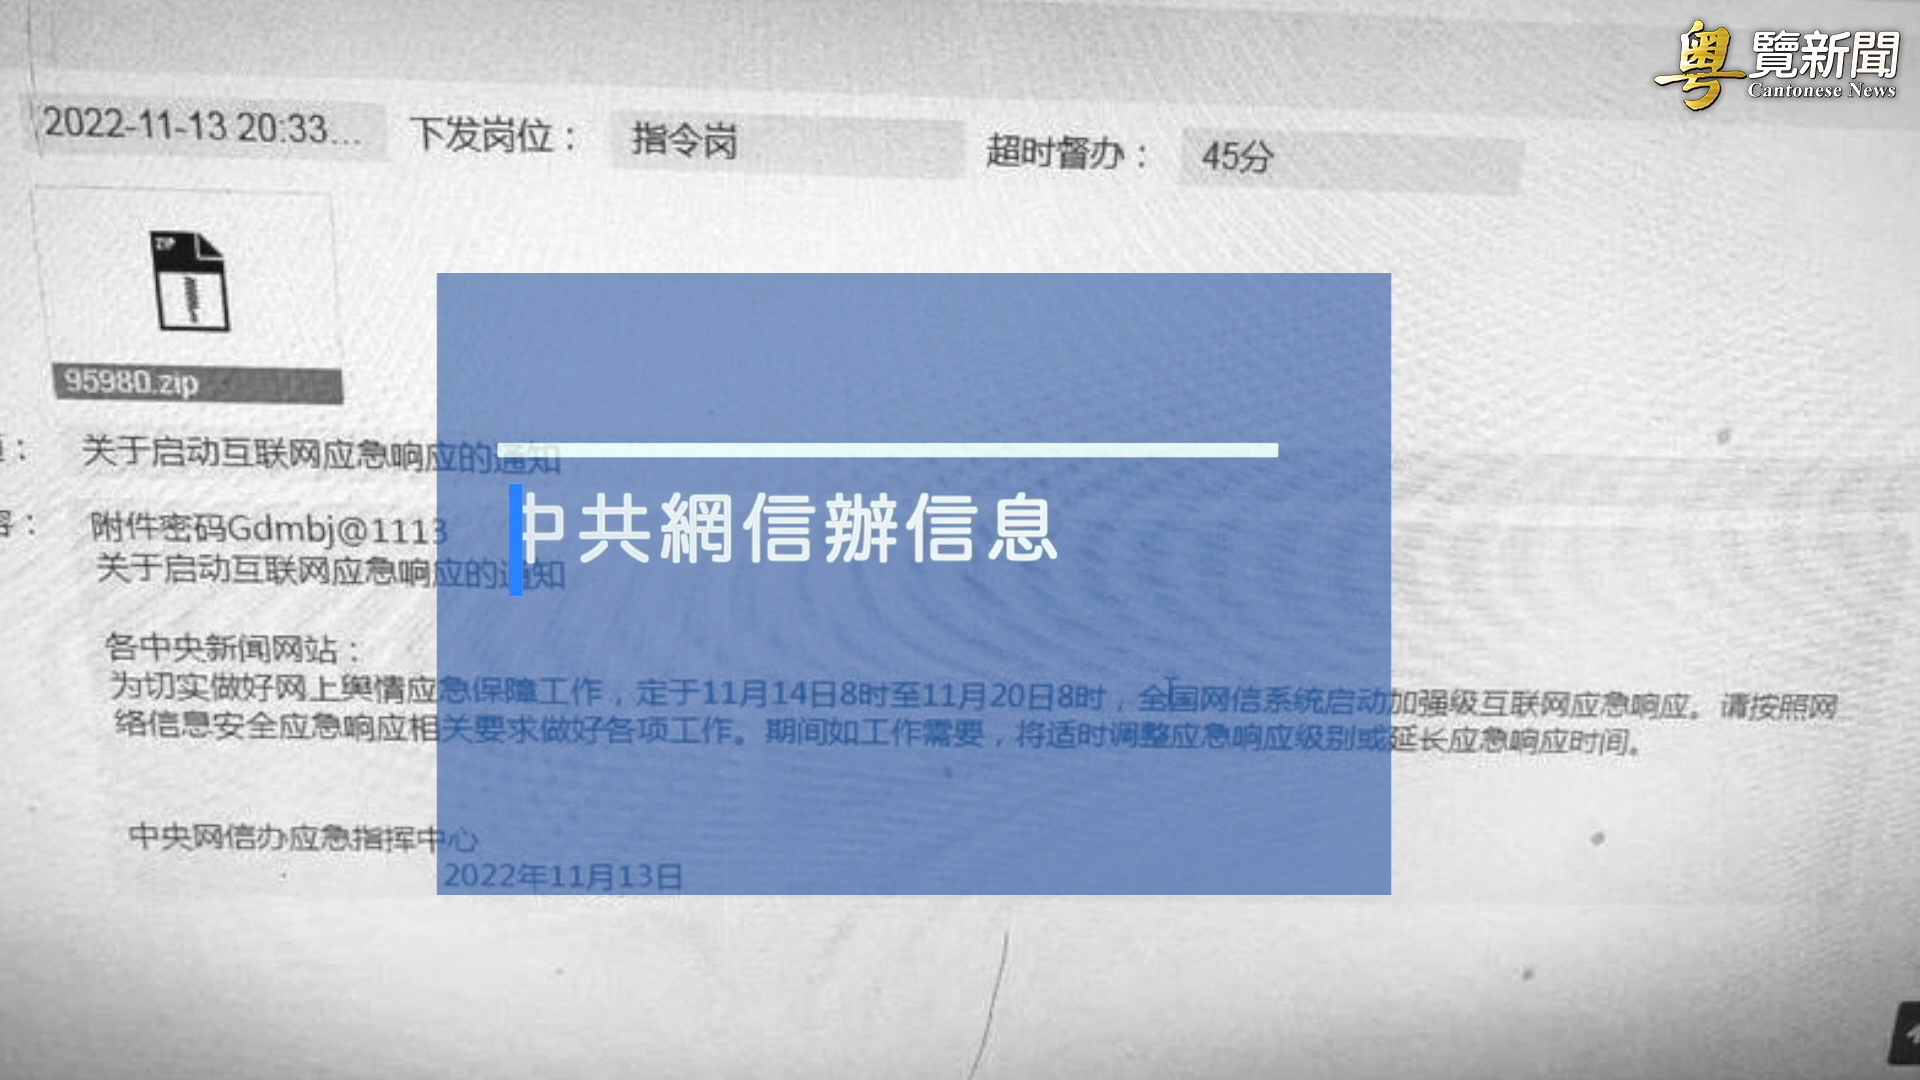 粤覽新聞
Cantonese News
2022-11-13 20:33...
下发岗位：
指令岗
超时督办：
45分
ZIP
95980.zip
关于启动互联网应急响应的通知
附件密码Gdmbj@1113
关于启动互联网应急响应的通知
中共網信辦信息
各中央新闻网站：
为切实做好网上舆情应急保障工作，定于11月14日8时至11月20日8时，全国网信系统启动加强级互联网应急响应。请按照网
络信息安全应急响应相关要求做好各项工作。期间如工作需要，将适时调整应急响应级别或延长应急响应时间。
中央网信办应急指挥中心
2022年11月13日